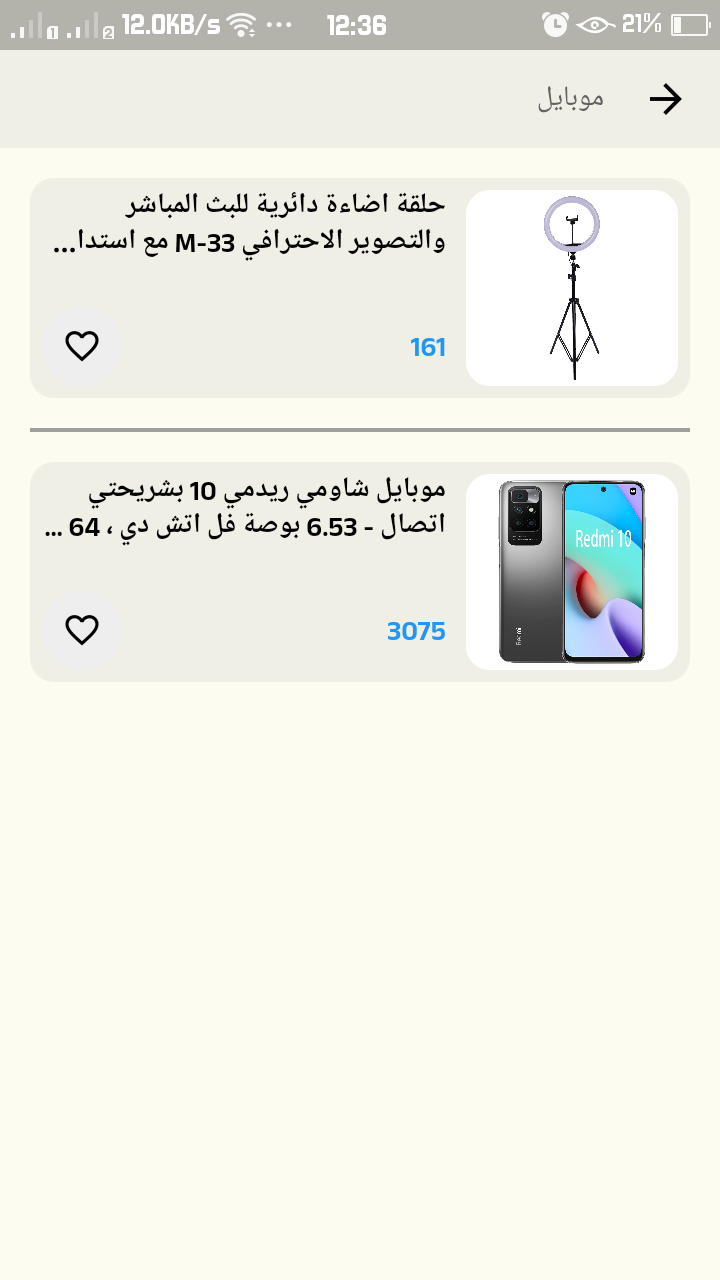 12.0KB/s ... 12:36 21%
1 2
موبايل
حلقة اضاءة دائرية للبث المباشر
والتصوير الاحترافي M-33 مع استدا...
161
موبايل شاومي ريدمي 10 بشريحتي
اتصال - 6.53 بوصة فل اتش دي ، 64 ...
3075
Redmi 10
Redmi